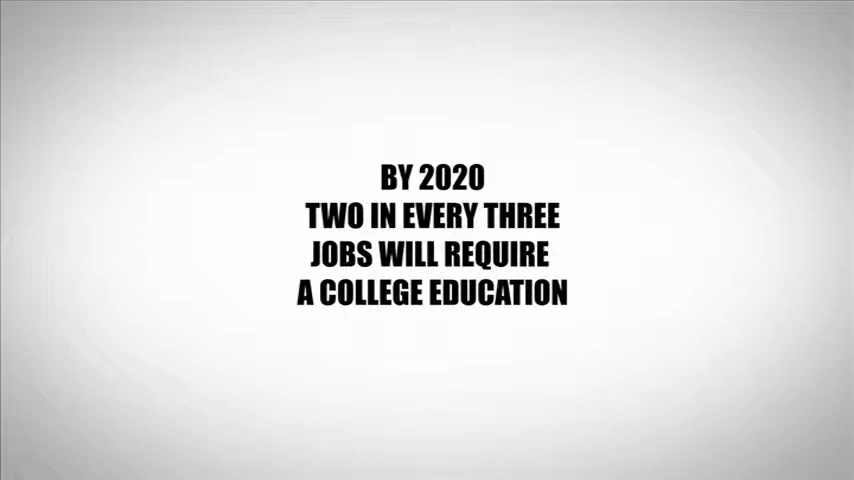 BY 2020
TWO IN EVERY THREE
JOBS WILL REQUIRE
A COLLEGE EDUCATION